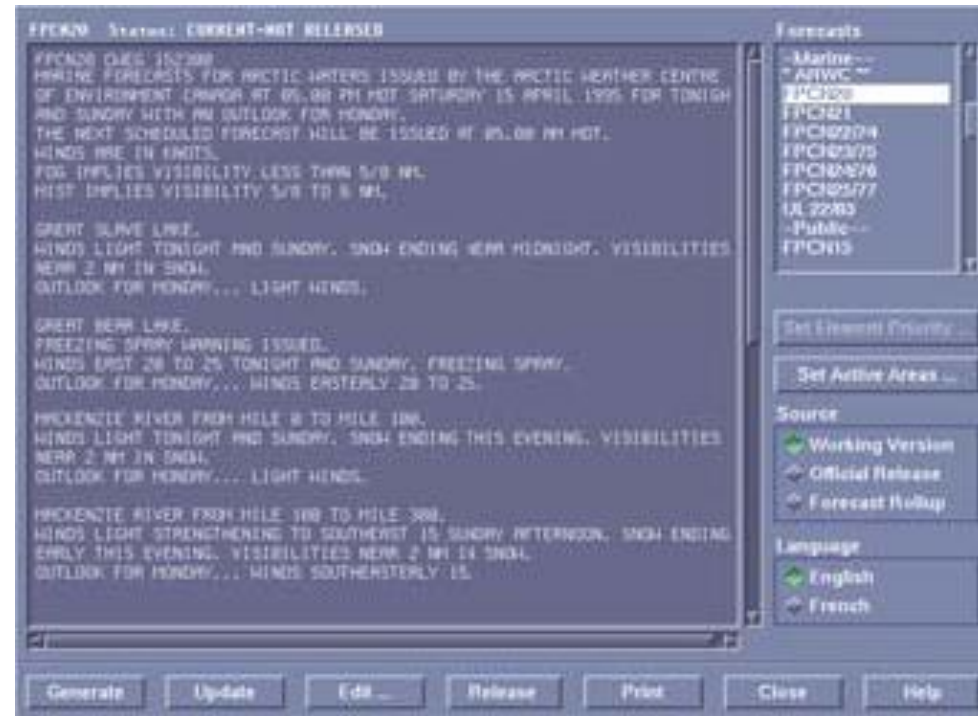 FPCN20 Status: CURRENT-NOT RELEASED
FPCN20 CWEG 152300
MARINE FORECASTS FOR ARCTIC WATERS ISSUED BY THE ARCTIC WEATHER CENTRE
OF ENVIRONMENT CANADA AT 05.00 PM MDT SATURDAY 15 APRIL 1995 FOR TONIGH
AND SUNDAY WITH AN OUTLOOK FOR MONDAY.
THE NEXT SCHEDULED FORECAST WILL BE ISSUED AT 05.00 AM MDT.
WINDS ARE IN KNOTS.
FOG IMPLIES VISIBILITY LESS THAN 5/8 NM.
MIST IMPLIES VISIBILITY 5/8 TO 6 NM.
GREAT SLAVE LAKE.
WINDS LIGHT TONIGHT AND SUNDAY. SNOW ENDING NEAR MIDNIGHT. VISIBILITIES
NEAR 2 NM IN SNOW.
OUTLOOK FOR MONDAY... LIGHT WINDS.
GREAT BEAR LAKE.
FREEZING SPRAY WARNING ISSUED.
WINDS EAST 20 TO 25 TONIGHT AND SUNDAY. FREEZING SPRAY.
OUTLOOK FOR MONDAY... WINDS EASTERLY 20 TO 25.
MACKENZIE RIVER FROM MILE 0 TO MILE 100.
WINDS LIGHT TONIGHT AND SUNDAY. SNOW ENDING THIS EVENING. VISIBILITIES
NEAR 2 NM IN SNOW.
OUTLOOK FOR MONDAY... LIGHT WINDS.
MACKENZIE RIVER FROM MILE 100 TO MILE 300.
WINDS LIGHT STRENGTHENING TO SOUTHEAST 15 SUNDAY AFTERNOON. SNOW ENDING
EARLY THIS EVENING. VISIBILITIES NEAR 2 NM IN SNOW.
OUTLOOK FOR MONDAY... WINDS SOUTHEASTERLY 15.
Forecasts
--Marine---
** ARWC **
FPCN20
FPCN21
FPCN22/74
FPCN23/75
FPCN24/76
FPCN25/77
UL 22/83
--Public---
FPCN15
Set Element Priority ...
Set Active Areas ...
Source
Working Version
Official Release
Forecast Rollup
Language
English
French
Generate
Update
Edit ...
Release
Print
Close
Help